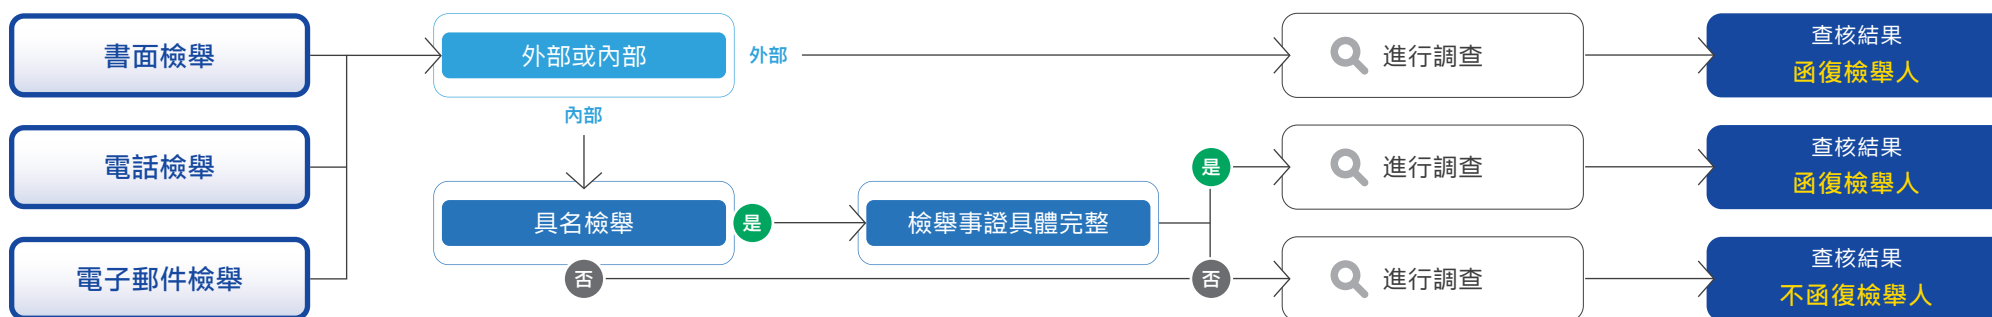 書面檢舉
外部或內部
外部
進行調查
查核結果
函復檢舉人
內部
電話檢舉
是
進行調查
查核結果
函復檢舉人
具名檢舉
是
檢舉事證具體完整
電子郵件檢舉
否
否
進行調查
查核結果
不函復檢舉人